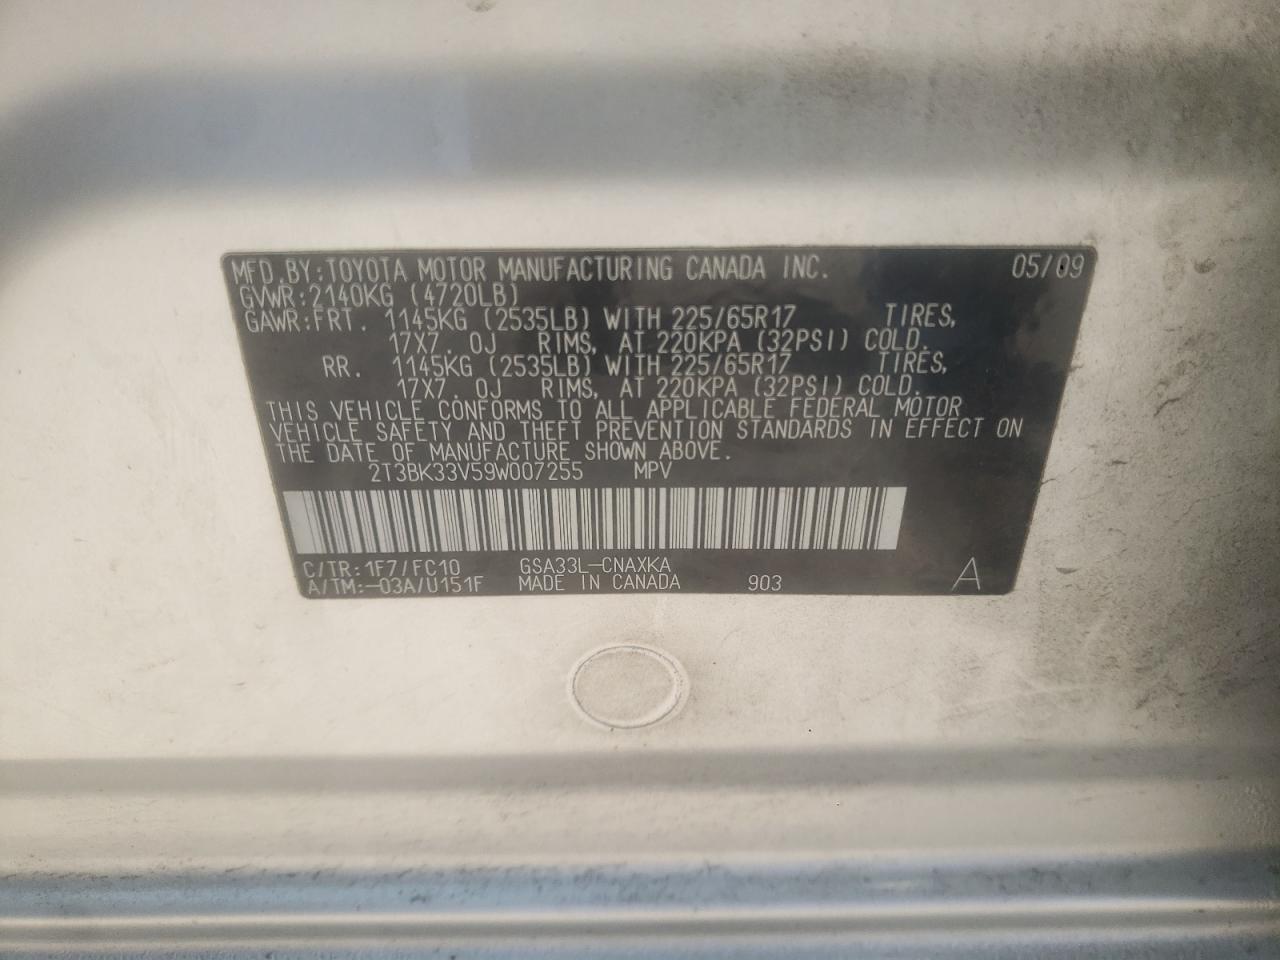 MFD. BY: TOYOTA MOTOR MANUFACTURING CANADA INC. 05/09
GVWR: 2140KG (4720LB)
GAWR: FRT. 1145KG (2535LB) WITH 225/65R17 TIRES,
17X7. 0J RIMS, AT 220KPA (32PSI) COLD.
RR. 1145KG (2535LB) WITH 225/65R17 TIRES,
17X7. 0J RIMS, AT 220KPA (32PSI) COLD.
THIS VEHICLE CONFORMS TO ALL APPLICABLE FEDERAL MOTOR
VEHICLE SAFETY AND THEFT PREVENTION STANDARDS IN EFFECT ON
THE DATE OF MANUFACTURE SHOWN ABOVE.
2T3BK33V59W007255 MPV
C/TR: 1F7/FC10 GSA33L-CNAXKA
A/TM:-03A/U151F MADE IN CANADA 903 A